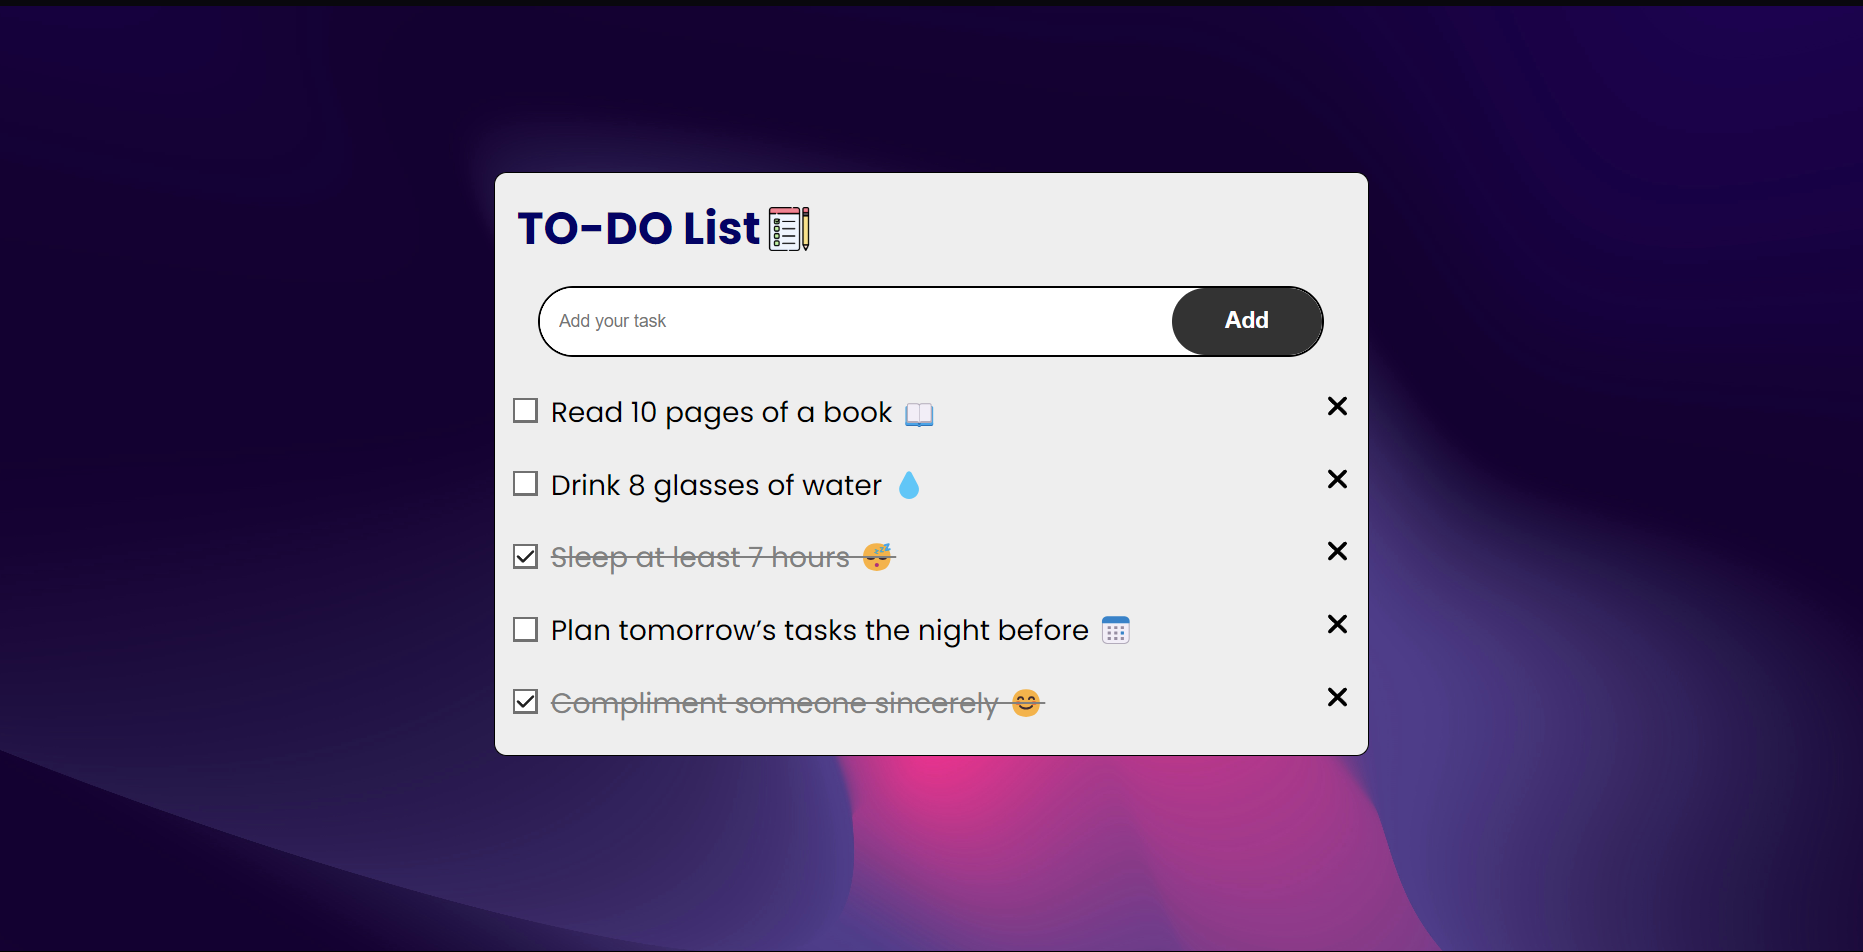 TO-DO List
Add your task
Add
Read 10 pages of a book 📖
Drink 8 glasses of water 💧
Sleep at least 7 hours 😴
Plan tomorrow’s tasks the night before 📅
Compliment someone sincerely 😊